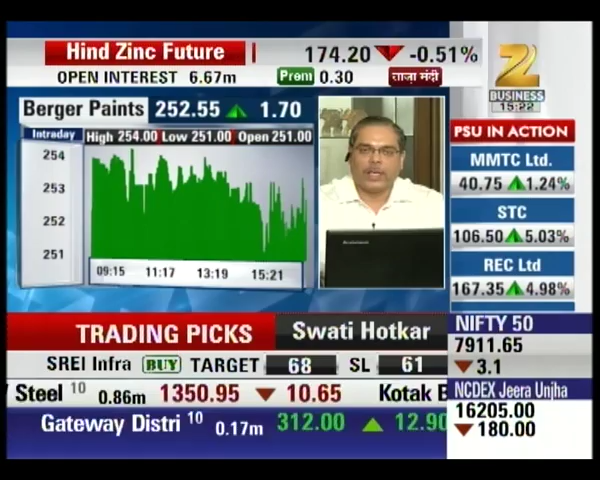 Hind Zinc Future 174.20 -0.51%
OPEN INTEREST 6.67m Prem 0.30 ताज़ा मंदी
Z
BUSINESS
15:22
Berger Paints 252.55 1.70
Intraday High 254.00 Low 251.00 Open 251.00
254
253
252
251
09:15 11:17 13:19 15:21
Lenovo
PSU IN ACTION
MMTC Ltd.
40.75 1.24%
STC
106.50 5.03%
REC Ltd
167.35 4.98%
TRADING PICKS Swati Hotkar
SREI Infra BUY TARGET 68 SL 61
NIFTY 50
7911.65
3.1
Steel 10 0.86m 1350.95 10.65 Kotak B
Gateway Distri 10 0.17m 312.00 12.90
NCDEX Jeera Unjha
16205.00
180.00